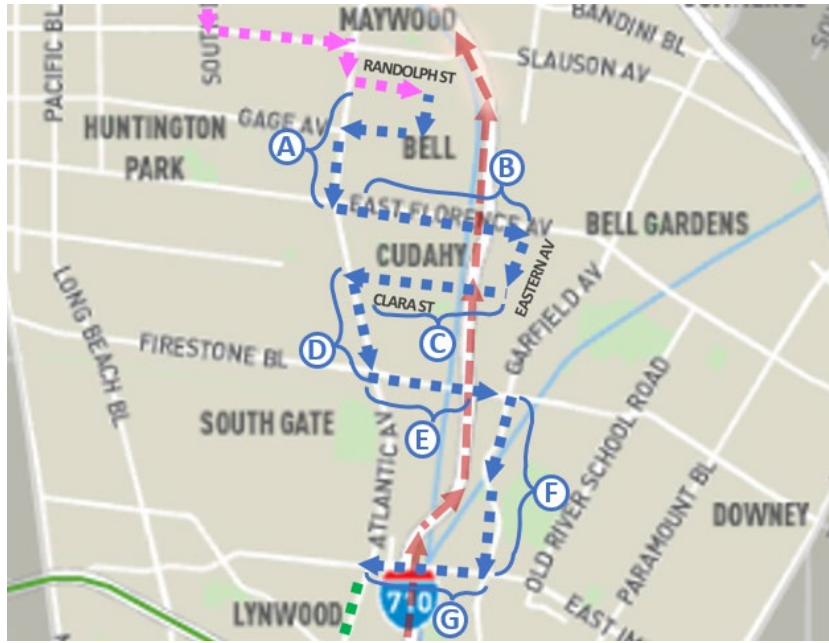 MAYWOOD
BANDINI BL
PACIFIC BL
RANDOLPH ST
SLAUSON AV
GAGE AV
HUNTINGTON
PARK
A
BELL
B
EAST FLORENCE AV
BELL GARDENS
CUDAHY
EASTERN AV
CLARA ST
C
GARFIELD AV
LONG BEACH BL
D
FIRESTONE BL
E
SOUTH GATE
ATLANTIC AV
F
OLD RIVER SCHOOL ROAD
PARAMOUNT BL
DOWNEY
710
G
LYNWOOD
EAST IM